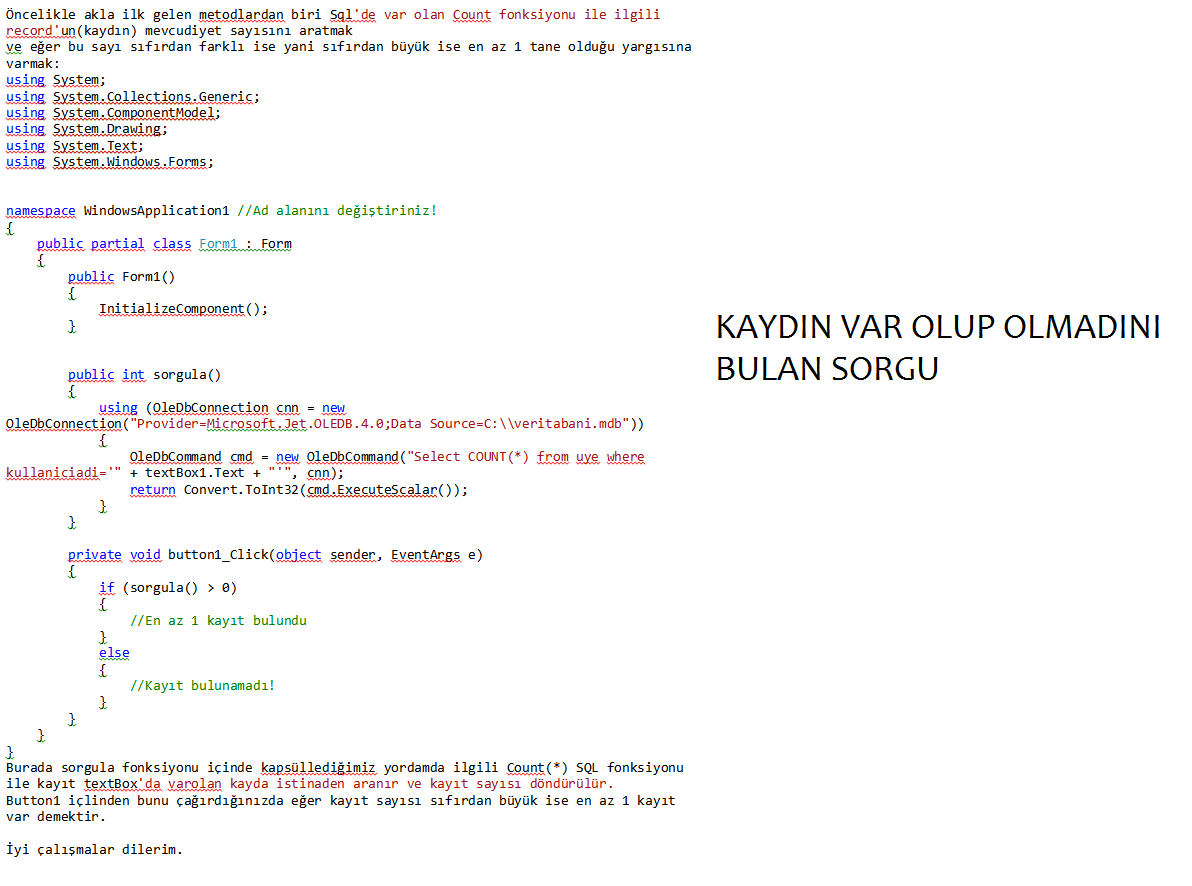 Öncelikle akla ilk gelen metodlardan biri Sql'de var olan Count fonksiyonu ile ilgili
record'un(kaydın) mevcudiyet sayısını aratmak
ve eğer bu sayı sıfırdan farklı ise yani sıfırdan büyük ise en az 1 tane olduğu yargısına
varmak:
using System;
using System.Collections.Generic;
using System.ComponentModel;
using System.Drawing;
using System.Text;
using System.Windows.Forms;
namespace WindowsApplication1 //Ad alanını değiştiriniz!
{
public partial class Form1 : Form
{
public Form1()
{
InitializeComponent();
}
public int sorgula()
{
using (OleDbConnection cnn = new
OleDbConnection("Provider=Microsoft.Jet.OLEDB.4.0;Data Source=C:\\veritabani.mdb"))
{
OleDbCommand cmd = new OleDbCommand("Select COUNT(*) from uye where
kullaniciadi='" + textBox1.Text + "'", cnn);
return Convert.ToInt32(cmd.ExecuteScalar());
}
}
private void button1_Click(object sender, EventArgs e)
{
if (sorgula() > 0)
{
//En az 1 kayıt bulundu
}
else
{
//Kayıt bulunamadı!
}
}
}
}
Burada sorgula fonksiyonu içinde kapsüllediğimiz yordamda ilgili Count(*) SQL fonksiyonu
ile kayıt textBox'da varolan kayda istinaden aranır ve kayıt sayısı döndürülür.
Button1 içlinden bunu çağırdığınızda eğer kayıt sayısı sıfırdan büyük ise en az 1 kayıt
var demektir.
İyi çalışmalar dilerim.
KAYDIN VAR OLUP OLMADINI
BULAN SORGU